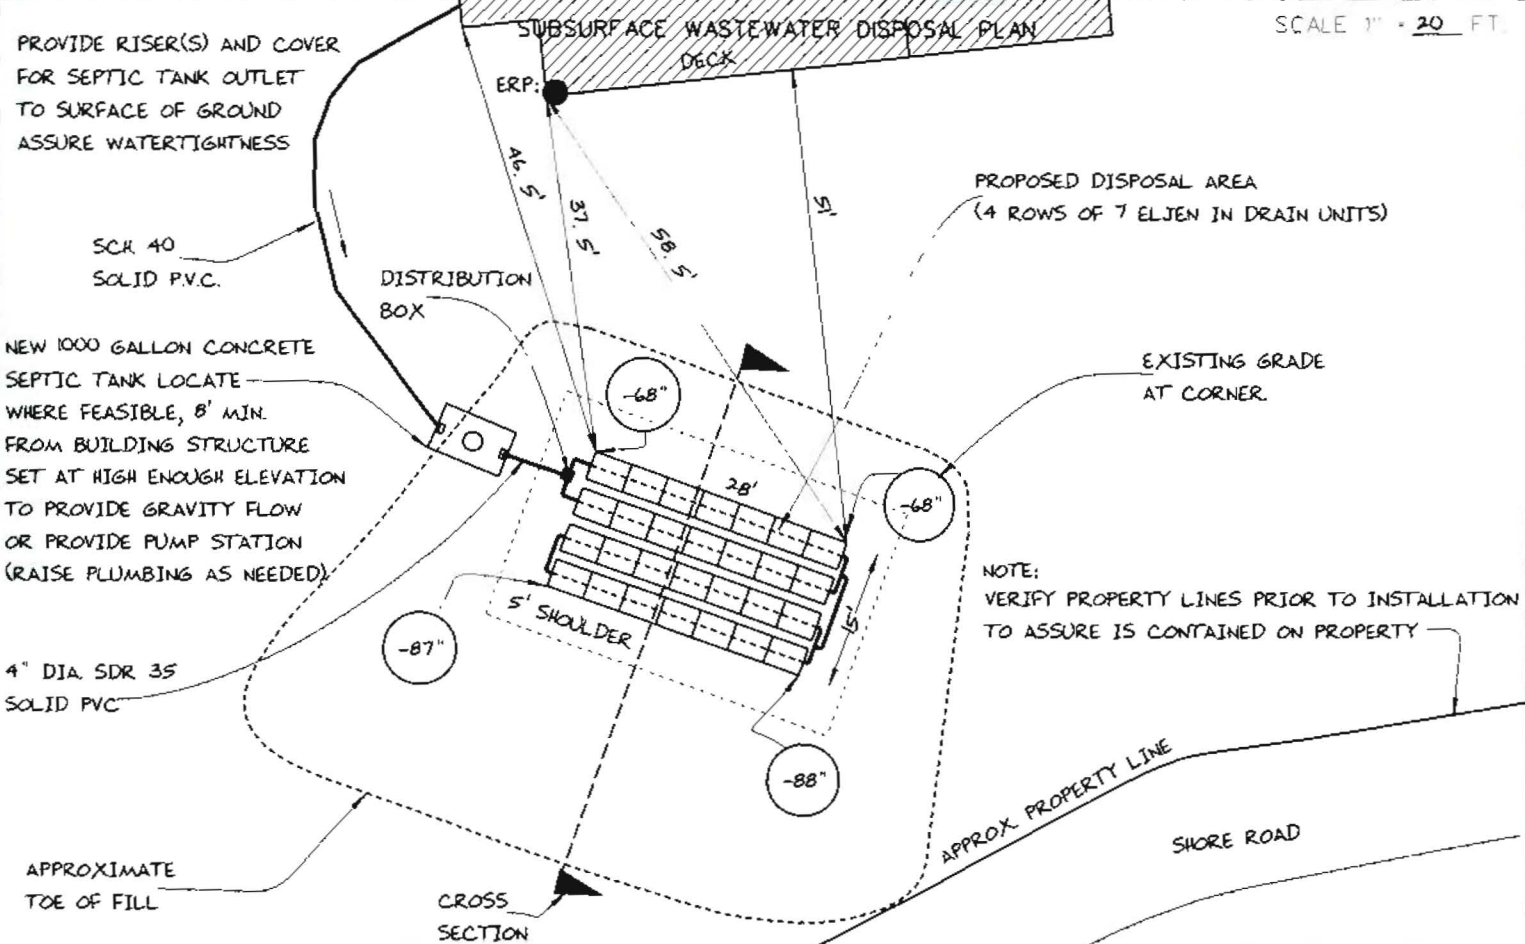 SUBSURFACE WASTEWATER DISPOSAL PLAN
SCALE 1" = 20 FT.
DECK
PROVIDE RISER(S) AND COVER
FOR SEPTIC TANK OUTLET
TO SURFACE OF GROUND
ASSURE WATERTIGHTNESS
ERP:
46.5'
37.5'
58.5'
51'
PROPOSED DISPOSAL AREA
(4 ROWS OF 7 ELJEN IN DRAIN UNITS)
SCH 40
SOLID P.V.C.
DISTRIBUTION
BOX
NEW 1000 GALLON CONCRETE
SEPTIC TANK LOCATE
WHERE FEASIBLE, 8' MIN.
FROM BUILDING STRUCTURE
SET AT HIGH ENOUGH ELEVATION
TO PROVIDE GRAVITY FLOW
OR PROVIDE PUMP STATION
(RAISE PLUMBING AS NEEDED)
-68"
EXISTING GRADE
AT CORNER.
28'
-68"
NOTE:
VERIFY PROPERTY LINES PRIOR TO INSTALLATION
TO ASSURE IS CONTAINED ON PROPERTY
5' SHOULDER
15'
-87"
4" DIA. SDR 35
SOLID PVC
-88"
APPROX PROPERTY LINE
SHORE ROAD
APPROXIMATE
TOE OF FILL
CROSS
SECTION